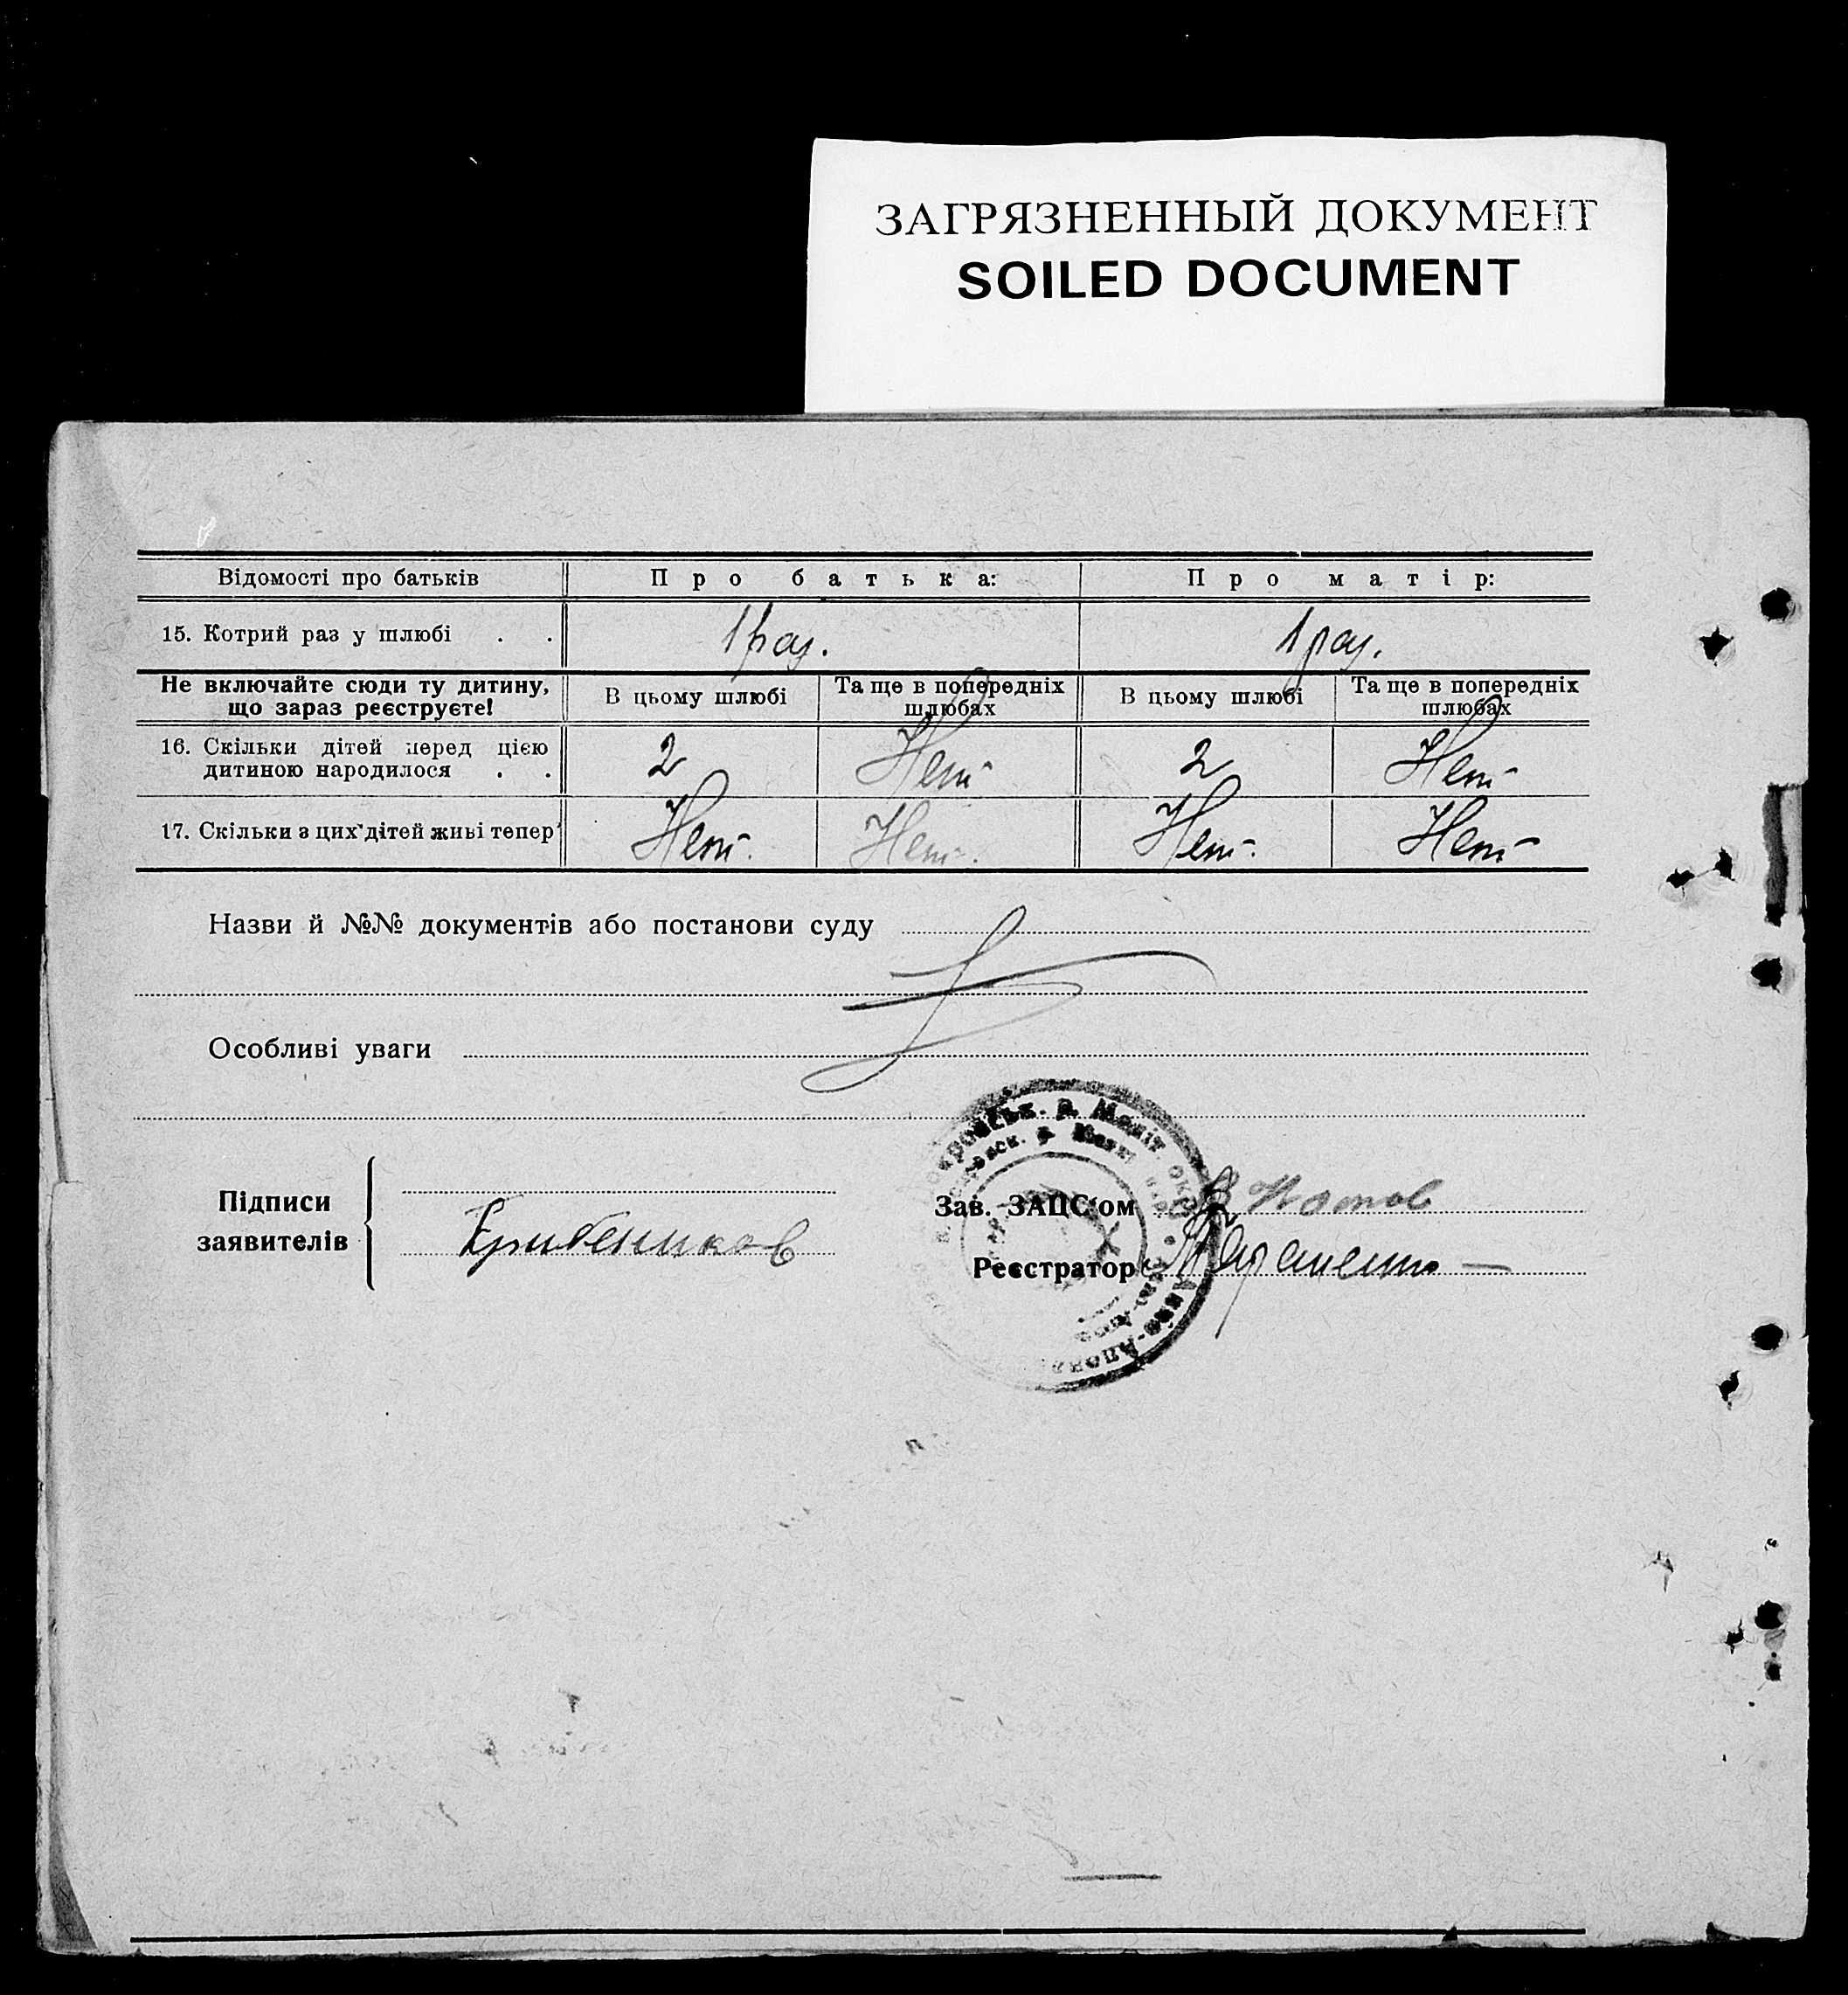 ЗАГРЯЗНЕННЫЙ ДОКУМЕНТ
SOILED DOCUMENT
Відомості про батьків Про батька: Про матір:
15. Котрий раз у шлюбі . . 1 раз. 1 раз.
Не включайте сюди ту дитину, що зараз реєструєте! В цьому шлюбі Та ще в попередніх шлюбах В цьому шлюбі Та ще в попередніх шлюбах
16. Скільки дітей перед цією дитиною народилося . . 2 Нет 2 Нет
17. Скільки з цих дітей живі тепер Нет. Нет. Нет. Нет
Назви й №№ документів або постанови суду
Особливі уваги
Підписи заявителів
Зав. ЗАЦС'ом
Реєстратор